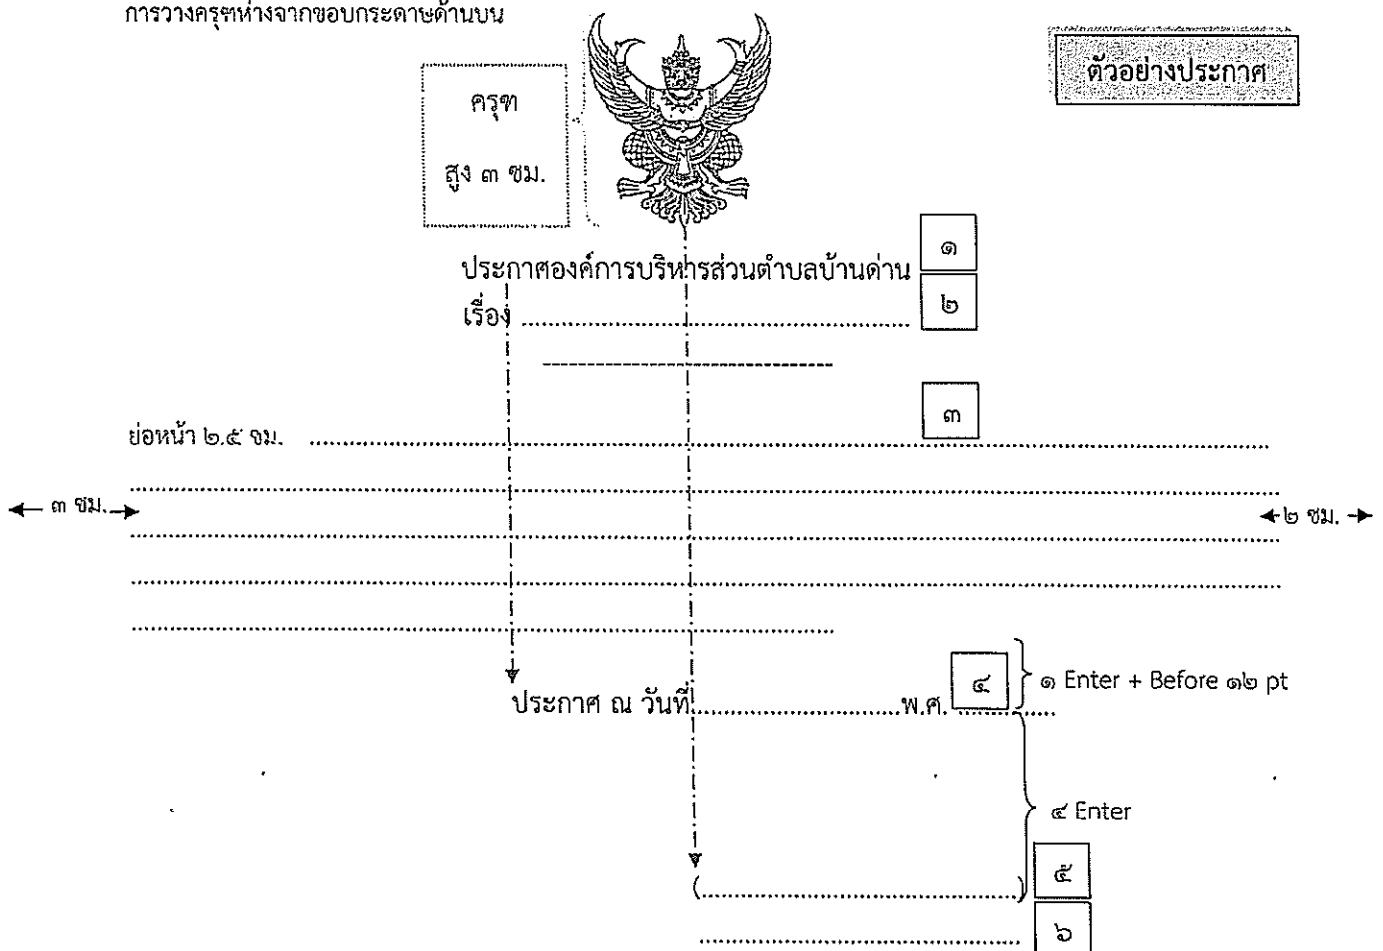 การวางครุฑห่างจากขอบกระดาษด้านบน
ตัวอย่างประกาศ
ครุฑ
สูง ๓ ซม.
ประกาศองค์การบริหารส่วนตำบลบ้านด่าน ๑
เรื่อง ........................................ ๒
----------------------------------------
๓
ย่อหน้า ๒.๕ ซม. ........................................
๓ ซม.
๒ ซม.
๔
๑ Enter + Before ๑๒ pt
ประกาศ ณ วันที่..............................พ.ศ. ...............
๔ Enter
(........................................) ๕
........................................ ๖